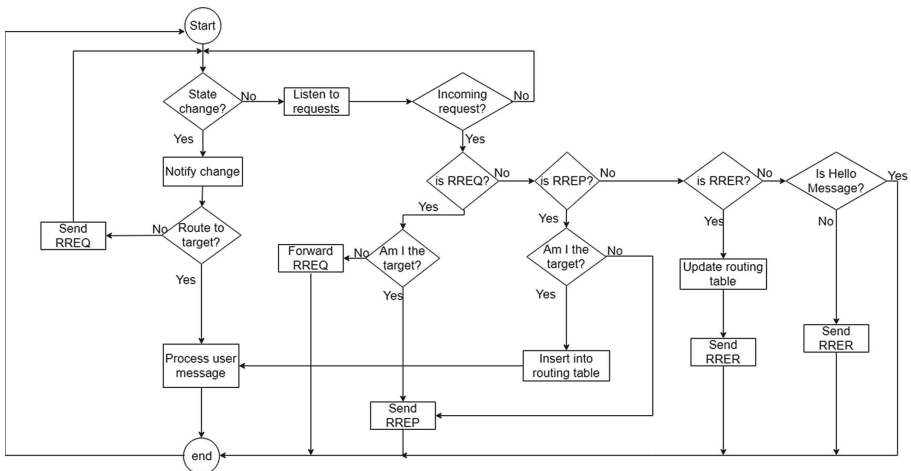 Start
State
change?
No
Listen to
requests
Incoming
request?
No
Yes
Yes
Notify change
is RREQ?
No
is RREP?
No
is RRER?
No
Is Hello
Message?
Yes
Send
RREQ
No
Route to
target?
Yes
Yes
Yes
No
Forward
RREQ
No
Am I the
target?
Am I the
target?
No
Yes
Yes
Yes
Update routing
table
Process user
message
Insert into
routing table
Send
RRER
Send
RRER
Send
RREP
end